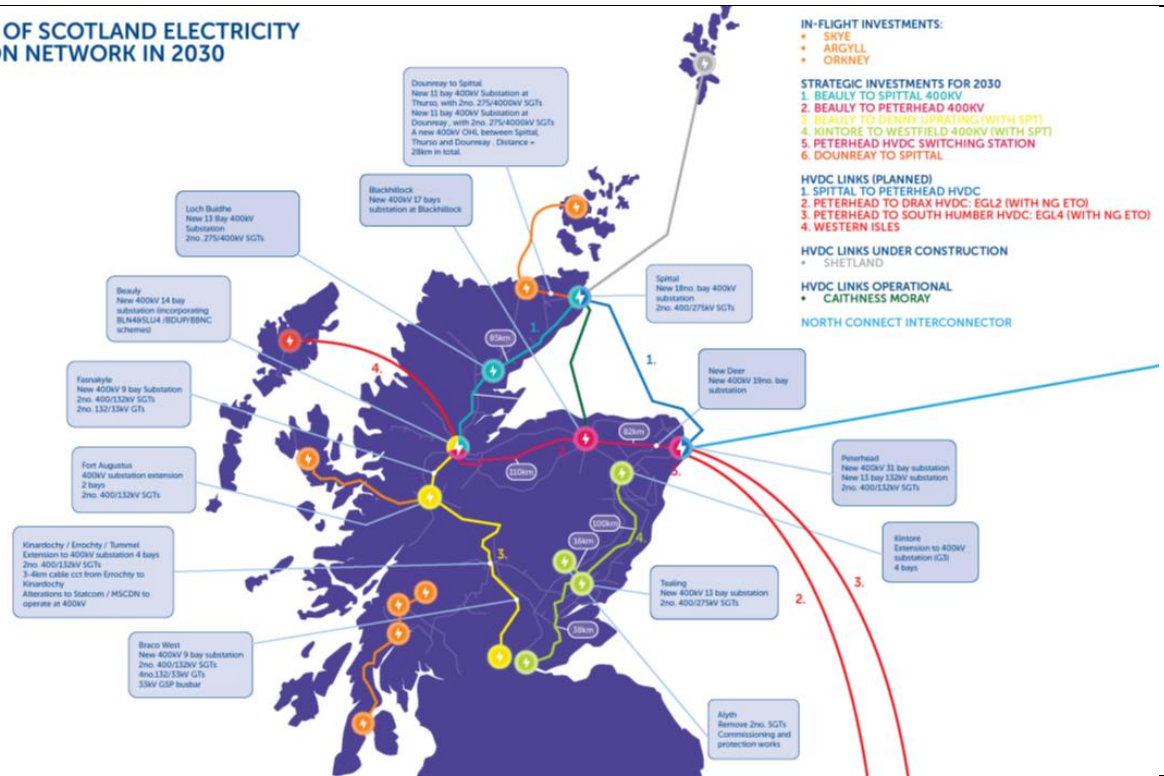 OF SCOTLAND ELECTRICITY
ON NETWORK IN 2030
IN-FLIGHT INVESTMENTS:
• SKYE
• ARGYLL
• ORKNEY
STRATEGIC INVESTMENTS FOR 2030
1. BEAULY TO SPITTAL 400KV
2. BEAULY TO PETERHEAD 400KV
3. BEAULY TO DENNY UPRATING (WITH SPT)
4. KINTORE TO WESTFIELD 400KV (WITH SPT)
5. PETERHEAD HVDC SWITCHING STATION
6. DOUNREAY TO SPITTAL
HVDC LINKS (PLANNED)
1. SPITTAL TO PETERHEAD HVDC
2. PETERHEAD TO DRAX HVDC: EGL2 (WITH NG ETO)
3. PETERHEAD TO SOUTH HUMBER HVDC: EGL4 (WITH NG ETO)
4. WESTERN ISLES
HVDC LINKS UNDER CONSTRUCTION
• SHETLAND
HVDC LINKS OPERATIONAL
• CAITHNESS MORAY
NORTH CONNECT INTERCONNECTOR
Dounreay to Spittal
New 11 bay 400kV Substation at
Thurso, with 2no. 275/4000kV SGTs
New 11 bay 400kV Substation at
Dounreay, with 2no. 275/4000kV SGTs
A new 400kV OHL between Spittal,
Thurso and Dounreay. Distance =
28km in total.
Blackhillock
New 400kV 17 bays
substation at Blackhillock
Loch Buidhe
New 13 Bay 400kV
Substation
2no. 275/400kV SGTs
Beauly
New 400kV 14 bay
substation (incorporating
BLN4&SLU4 /BDUP/BBNC
schemes)
Fasnakyle
New 400kV 9 bay Substation
2no. 400/132kV SGTs
2no. 132/33kV GTs
Fort Augustus
400kV substation extension
2 bays
2no. 400/132kV SGTs
Kinardochy / Errochty / Tummel
Extension to 400kV substation 4 bays
2no. 400/132kV SGTs
3-4km cable cct from Errochty to
Kinardochy
Alterations to Statcom / MSCDN to
operate at 400kV
Braco West
New 400kV 9 bay substation
2no. 400/132kV SGTs
4no.132/33kV GTs
33kV GSP busbar
Spittal
New 18no. bay 400kV
substation
2no. 400/275kV SGTs
New Deer
New 400kV 19no. bay
substation
Peterhead
New 400kV 31 bay substation
New 13 bay 132kV substation
2no. 400/132kV SGTs
Kintore
Extension to 400kV
substation (G3)
4 bays
Tealing
New 400kV 13 bay substation
2no. 400/275kV SGTs
Alyth
Remove 2no. SGTs
Commissioning and
protection works
1.
85km
1.
4.
82km
2.
110km
5.
100km
4.
16km
3.
38km
2.
3.